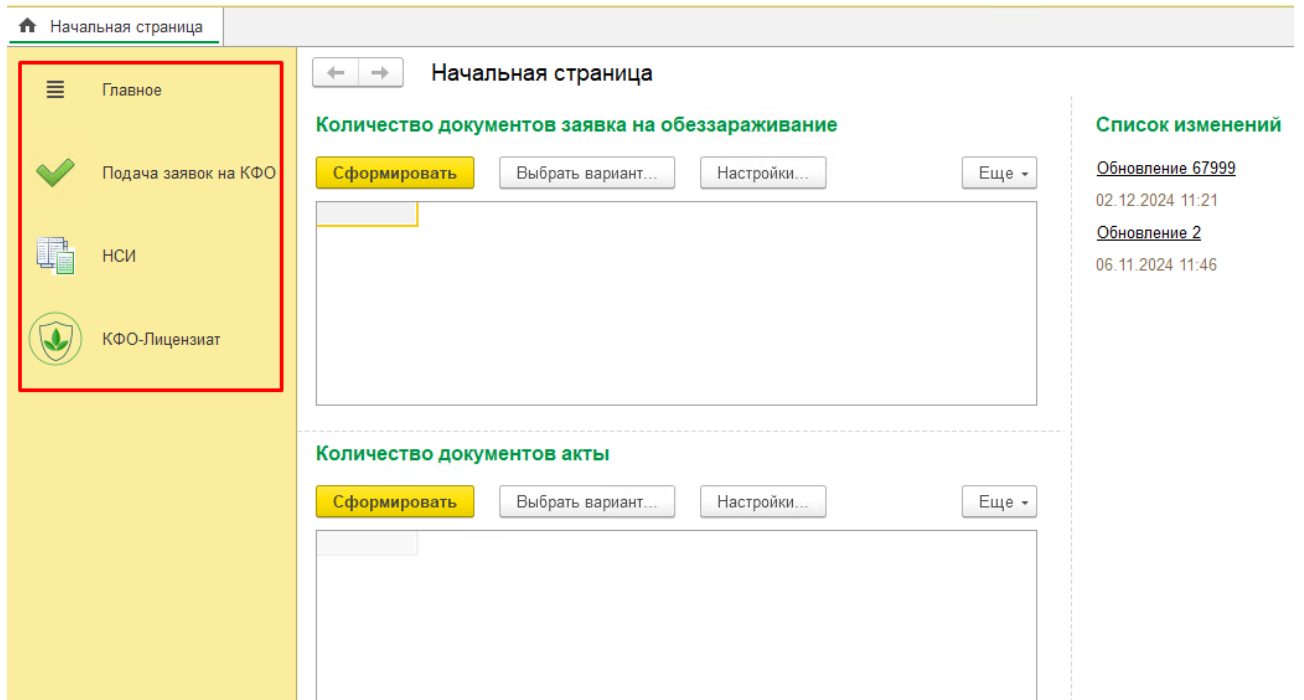 Начальная страница
Главное
Подача заявок на КФО
НСИ
КФО-Лицензиат
Начальная страница
Количество документов заявка на обеззараживание
Сформировать Выбрать вариант... Настройки... Еще
Количество документов акты
Сформировать Выбрать вариант... Настройки... Еще
Список изменений
Обновление 67999
02.12.2024 11:21
Обновление 2
06.11.2024 11:46